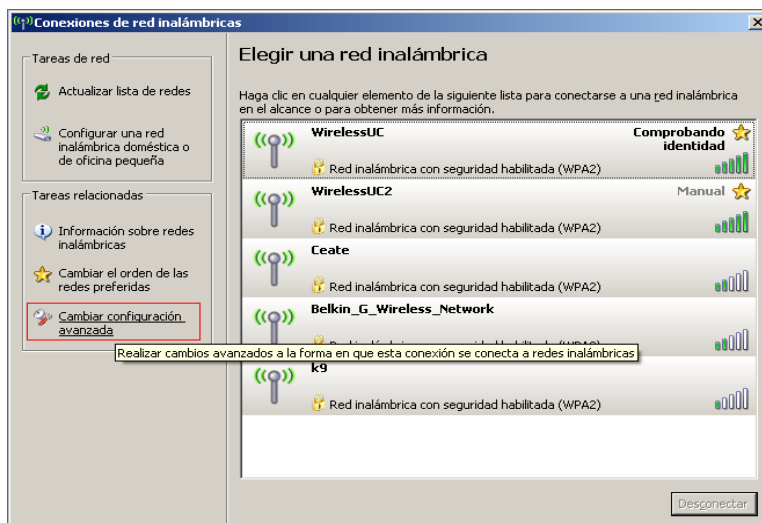 Conexiones de red inalámbricas
Tareas de red
Actualizar lista de redes
Configurar una red
inalámbrica doméstica o
de oficina pequeña
Tareas relacionadas
Información sobre redes
inalámbricas
Cambiar el orden de las
redes preferidas
Cambiar configuración
avanzada
Realizar cambios avanzados a la forma en que esta conexión se conecta a redes inalámbricas
Elegir una red inalámbrica
Haga clic en cualquier elemento de la siguiente lista para conectarse a una red inalámbrica
en el alcance o para obtener más información.
WirelessUC
Comprobando
identidad
Red inalámbrica con seguridad habilitada (WPA2)
WirelessUC2
Manual
Red inalámbrica con seguridad habilitada (WPA2)
Ceate
Red inalámbrica con seguridad habilitada (WPA2)
Belkin_G_Wireless_Network
k9
Red inalámbrica con seguridad habilitada (WPA2)
Desconectar